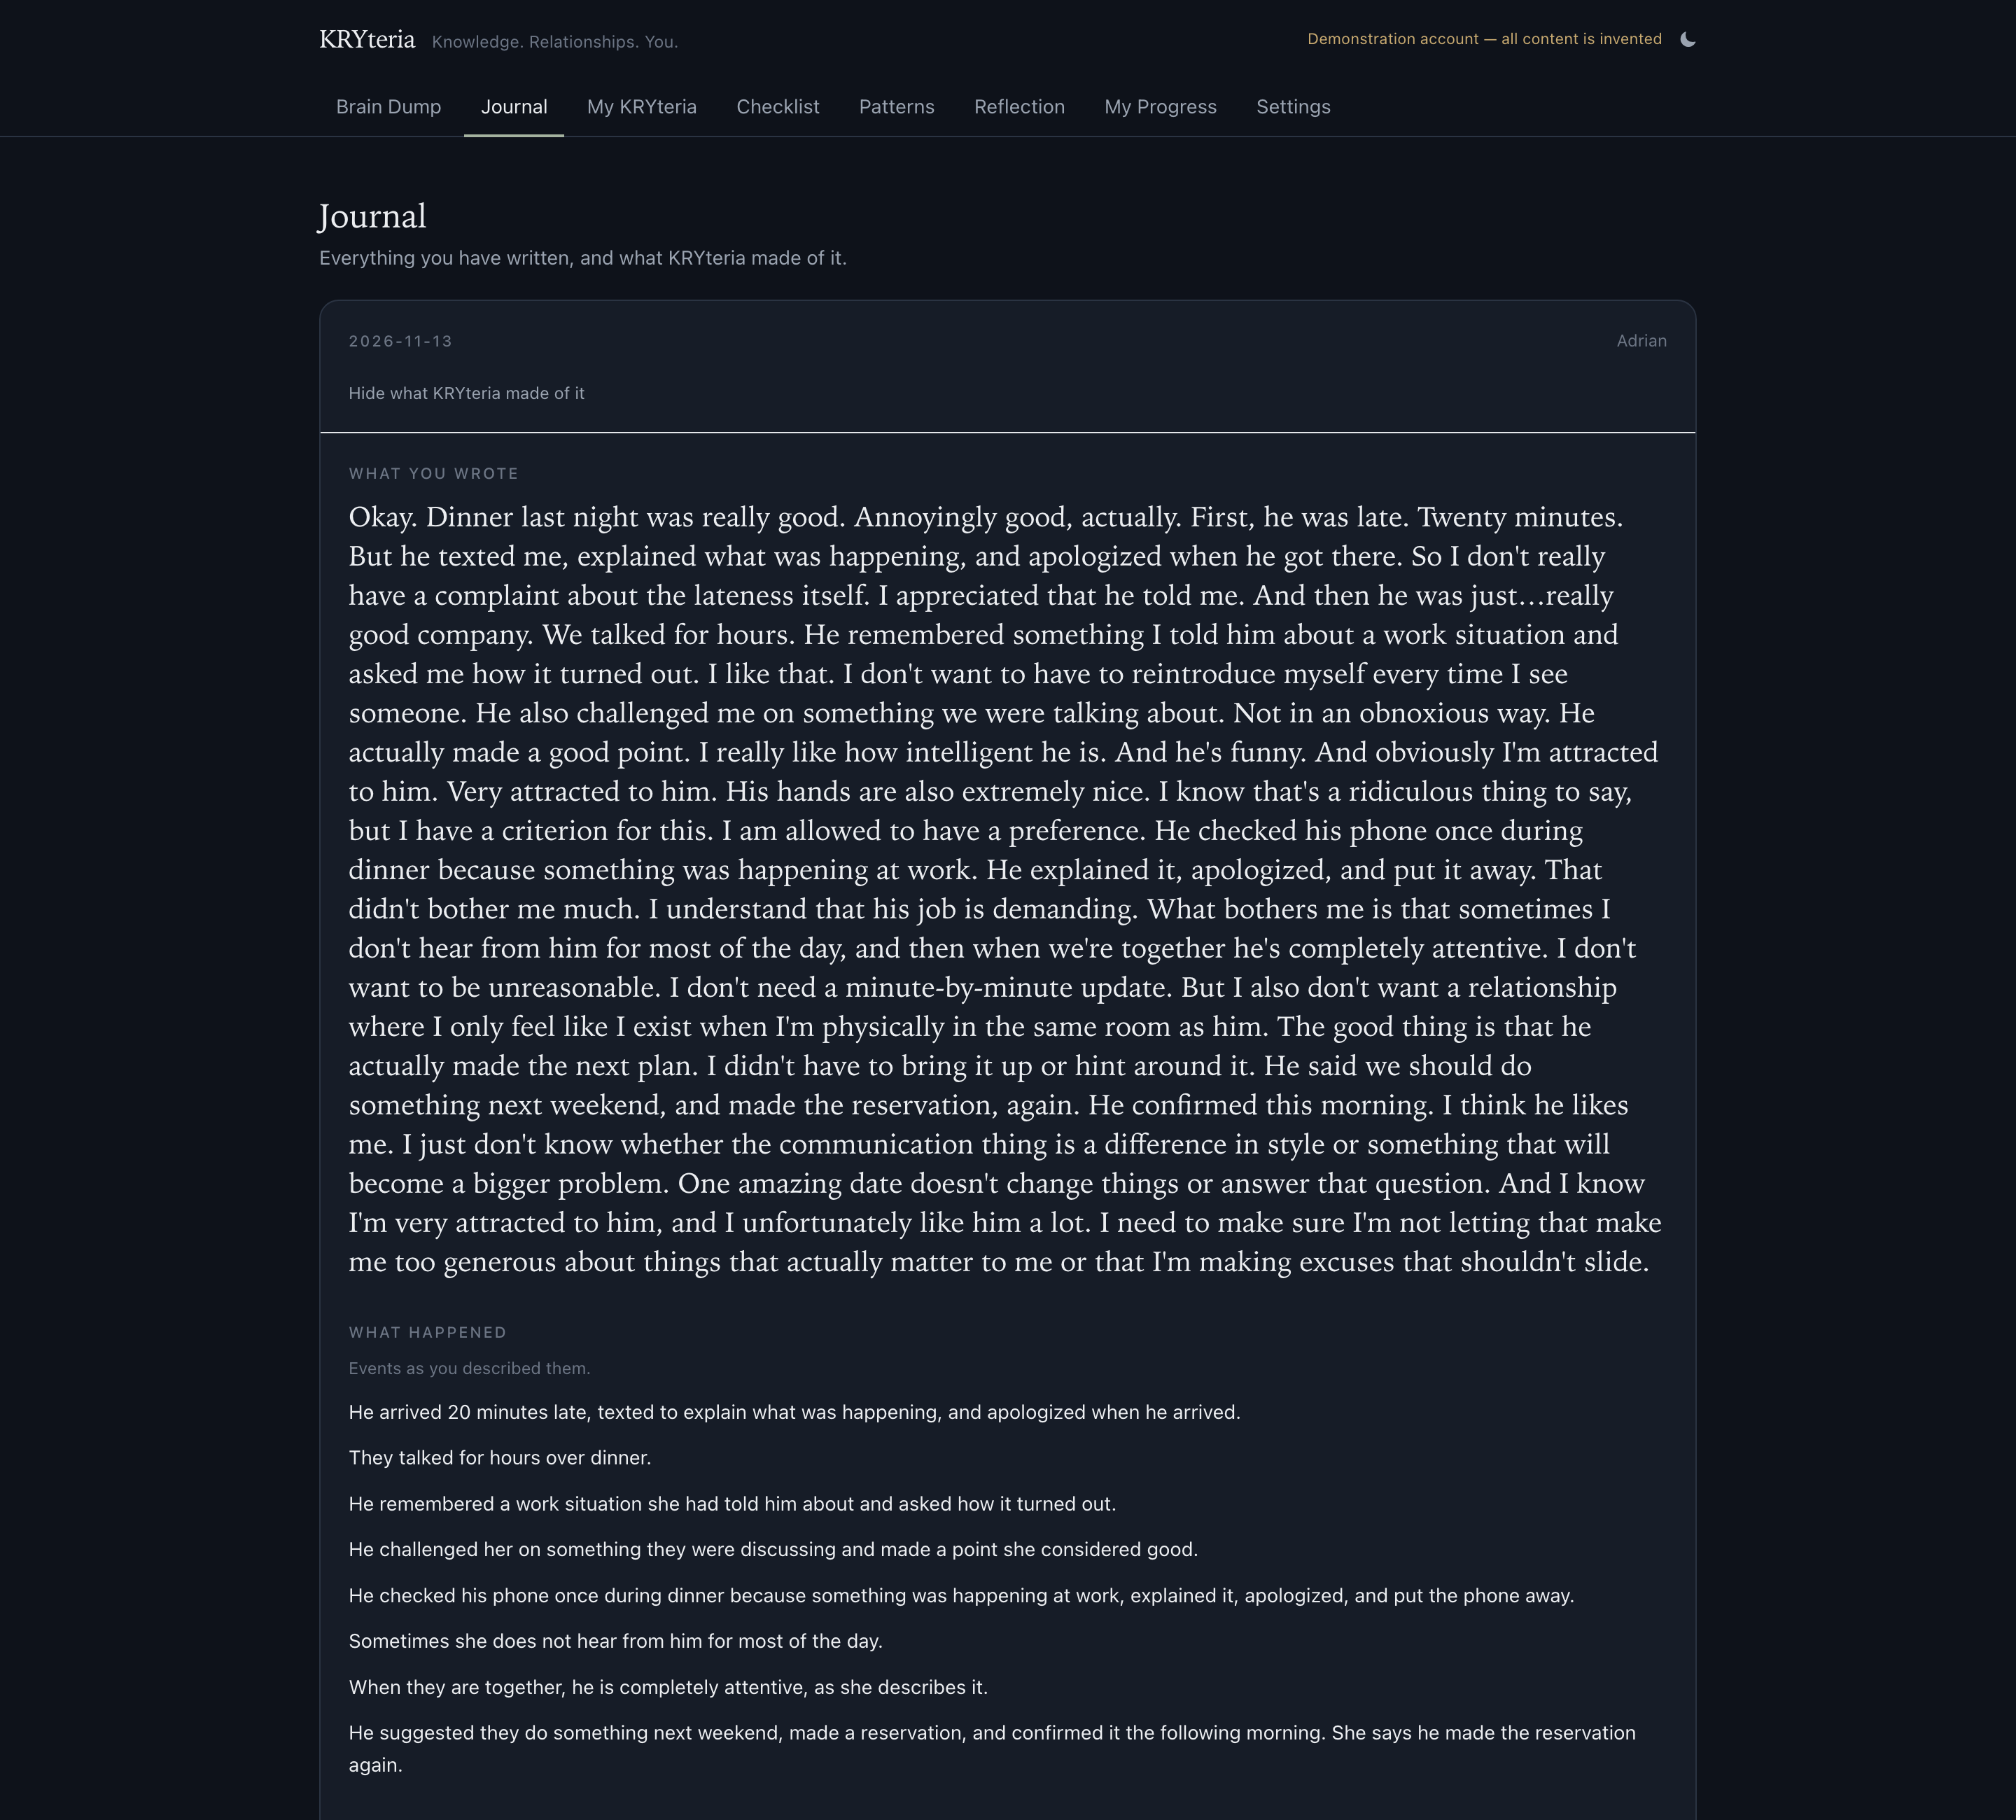 KRYteria Knowledge. Relationships. You. Demonstration account — all content is invented
Brain Dump Journal My KRYteria Checklist Patterns Reflection My Progress Settings
Journal
Everything you have written, and what KRYteria made of it.
2026-11-13 Adrian
Hide what KRYteria made of it
WHAT YOU WROTE
Okay. Dinner last night was really good. Annoyingly good, actually. First, he was late. Twenty minutes.
But he texted me, explained what was happening, and apologized when he got there. So I don't really
have a complaint about the lateness itself. I appreciated that he told me. And then he was just...really
good company. We talked for hours. He remembered something I told him about a work situation and
asked me how it turned out. I like that. I don't want to have to reintroduce myself every time I see
someone. He also challenged me on something we were talking about. Not in an obnoxious way. He
actually made a good point. I really like how intelligent he is. And he's funny. And obviously I'm attracted
to him. Very attracted to him. His hands are also extremely nice. I know that's a ridiculous thing to say,
but I have a criterion for this. I am allowed to have a preference. He checked his phone once during
dinner because something was happening at work. He explained it, apologized, and put it away. That
didn't bother me much. I understand that his job is demanding. What bothers me is that sometimes I
don't hear from him for most of the day, and then when we're together he's completely attentive. I don't
want to be unreasonable. I don't need a minute-by-minute update. But I also don't want a relationship
where I only feel like I exist when I'm physically in the same room as him. The good thing is that he
actually made the next plan. I didn't have to bring it up or hint around it. He said we should do
something next weekend, and made the reservation, again. He confirmed this morning. I think he likes
me. I just don't know whether the communication thing is a difference in style or something that will
become a bigger problem. One amazing date doesn't change things or answer that question. And I know
I'm very attracted to him, and I unfortunately like him a lot. I need to make sure I'm not letting that make
me too generous about things that actually matter to me or that I'm making excuses that shouldn't slide.
WHAT HAPPENED
Events as you described them.
He arrived 20 minutes late, texted to explain what was happening, and apologized when he arrived.
They talked for hours over dinner.
He remembered a work situation she had told him about and asked how it turned out.
He challenged her on something they were discussing and made a point she considered good.
He checked his phone once during dinner because something was happening at work, explained it, apologized, and put the phone away.
Sometimes she does not hear from him for most of the day.
When they are together, he is completely attentive, as she describes it.
He suggested they do something next weekend, made a reservation, and confirmed it the following morning. She says he made the reservation
again.